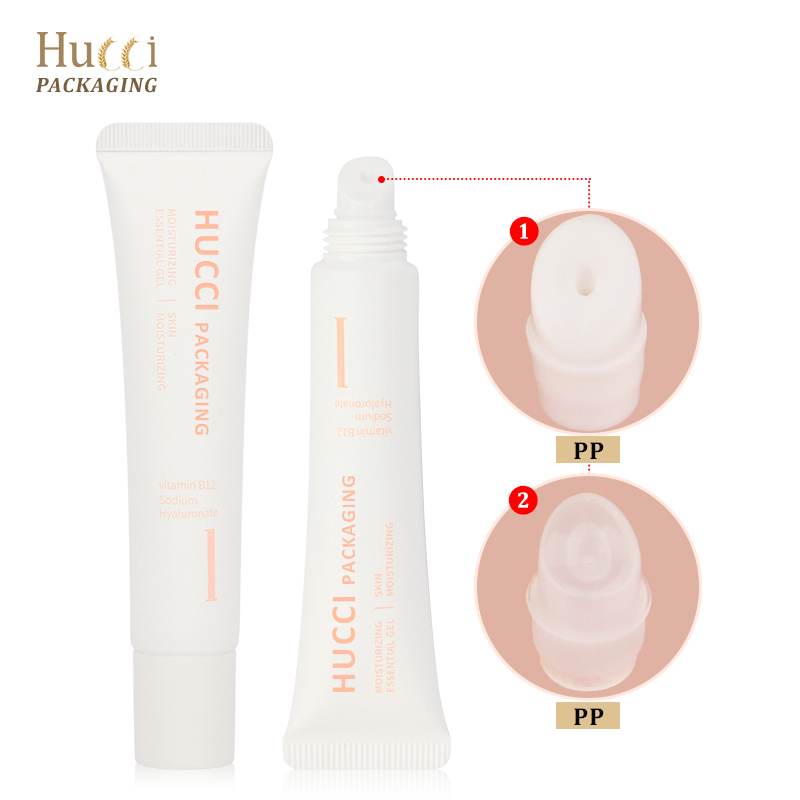 Hucci
PACKAGING
HUCCI PACKAGING
MOISTURIZING | SKIN
ESSENTIAL GEL | MOISTURIZING
vitamin B12
Sodium
Hyaluronate
vitamin B12
Sodium
Hyaluronate
HUCCI PACKAGING
MOISTURIZING | SKIN
ESSENTIAL GEL | MOISTURIZING
1
PP
2
PP